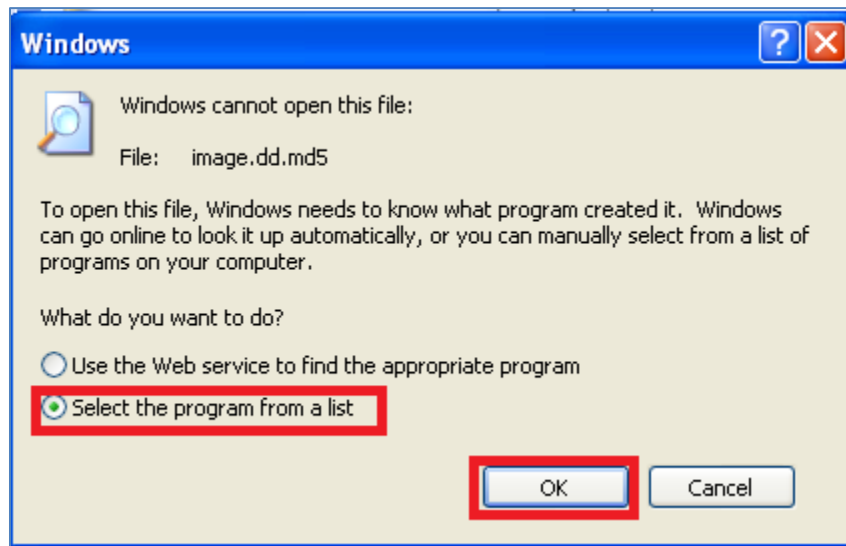 Windows
Windows cannot open this file:
File: image.dd.md5
To open this file, Windows needs to know what program created it. Windows
can go online to look it up automatically, or you can manually select from a list of
programs on your computer.
What do you want to do?
Use the Web service to find the appropriate program
Select the program from a list
OK Cancel